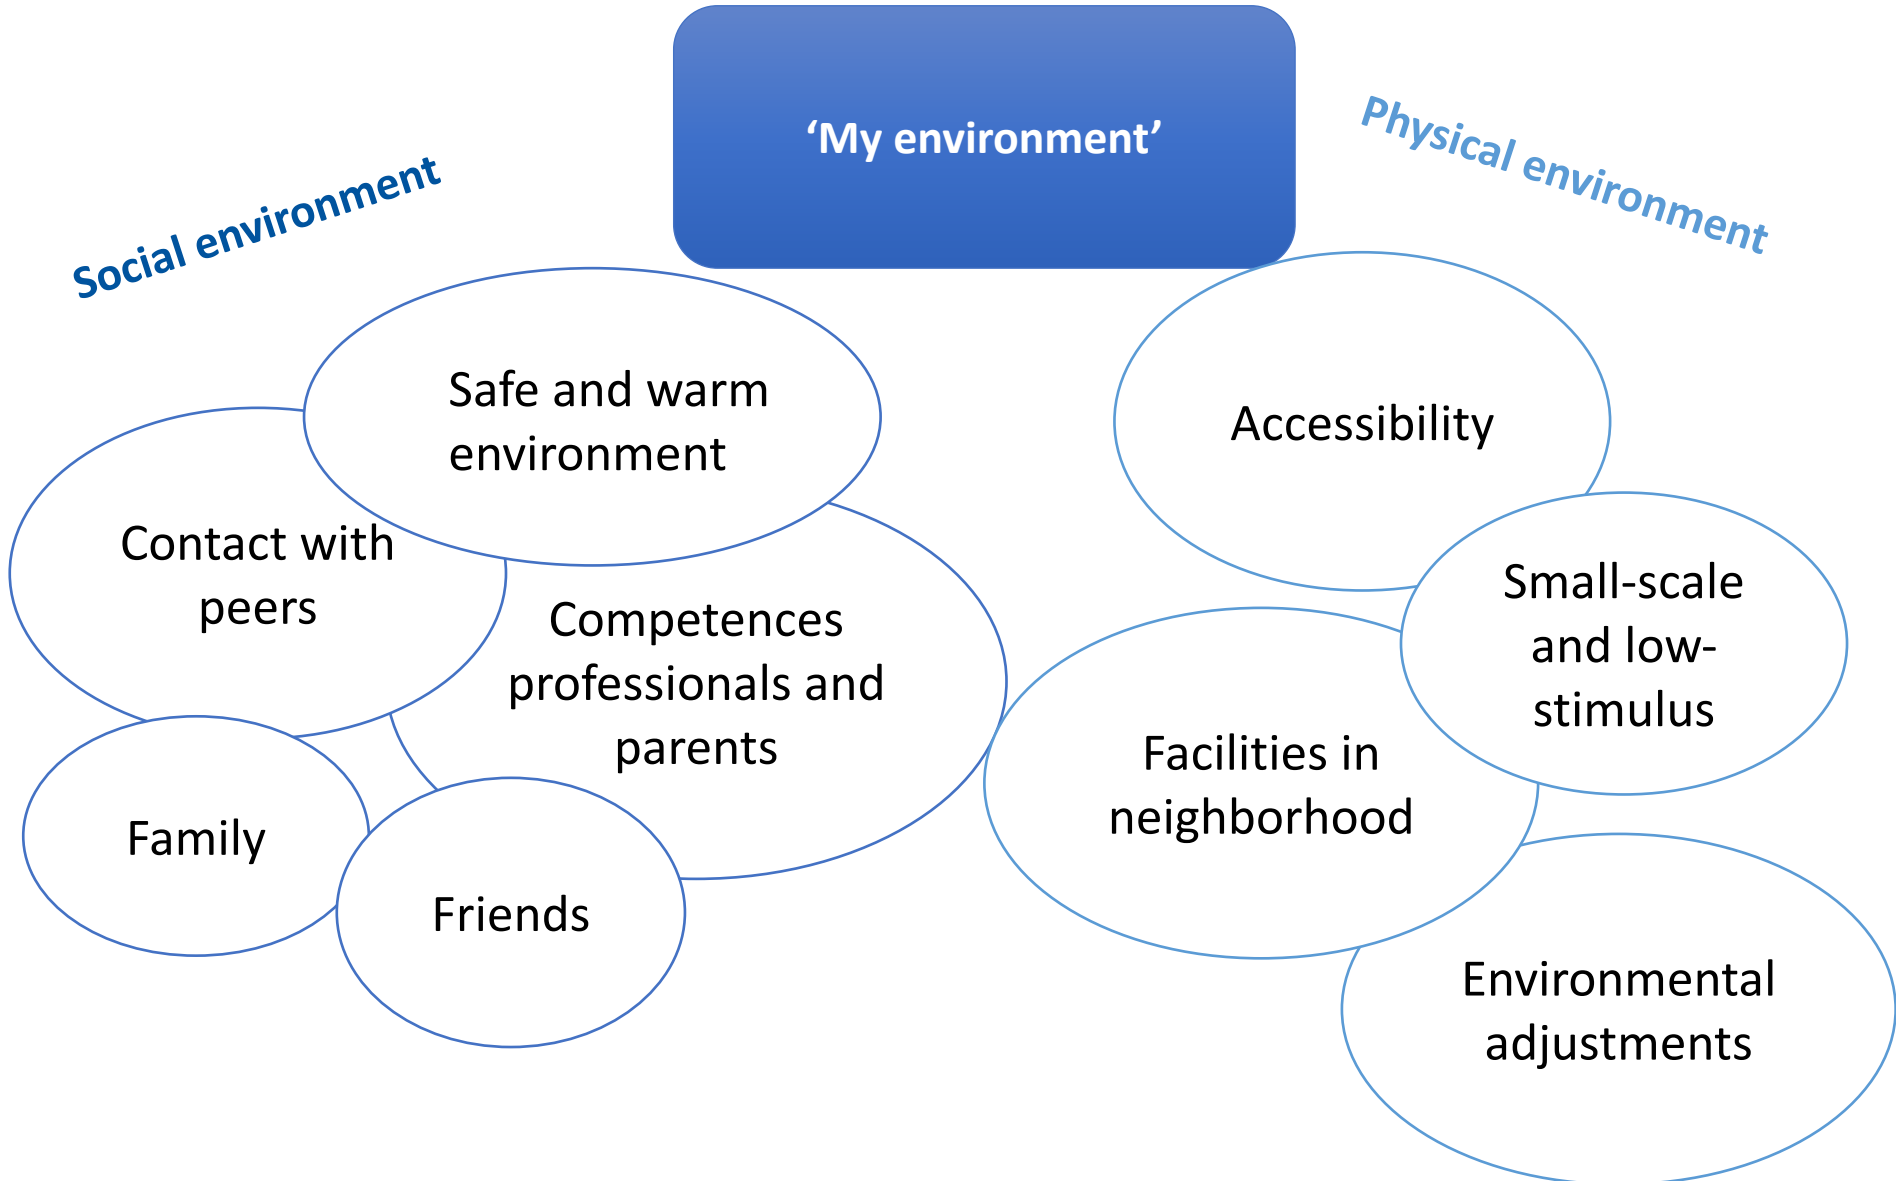 ‘My environment’
Social environment
Physical environment
Safe and warm
environment
Contact with
peers
Competences
professionals and
parents
Family
Friends
Accessibility
Small-scale
and low-
stimulus
Facilities in
neighborhood
Environmental
adjustments